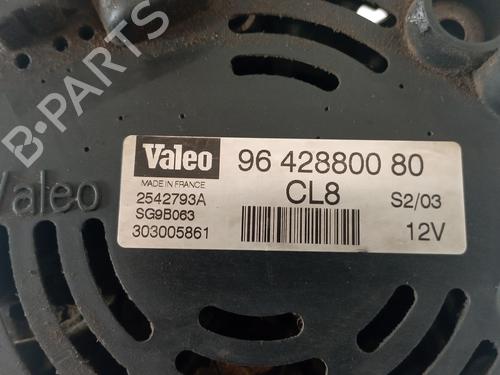 B-PARTS
Valeo
Valeo 96 428800 80
MADE IN FRANCE CL8 S2/03
2542793A
SG9B063
303005861 12V